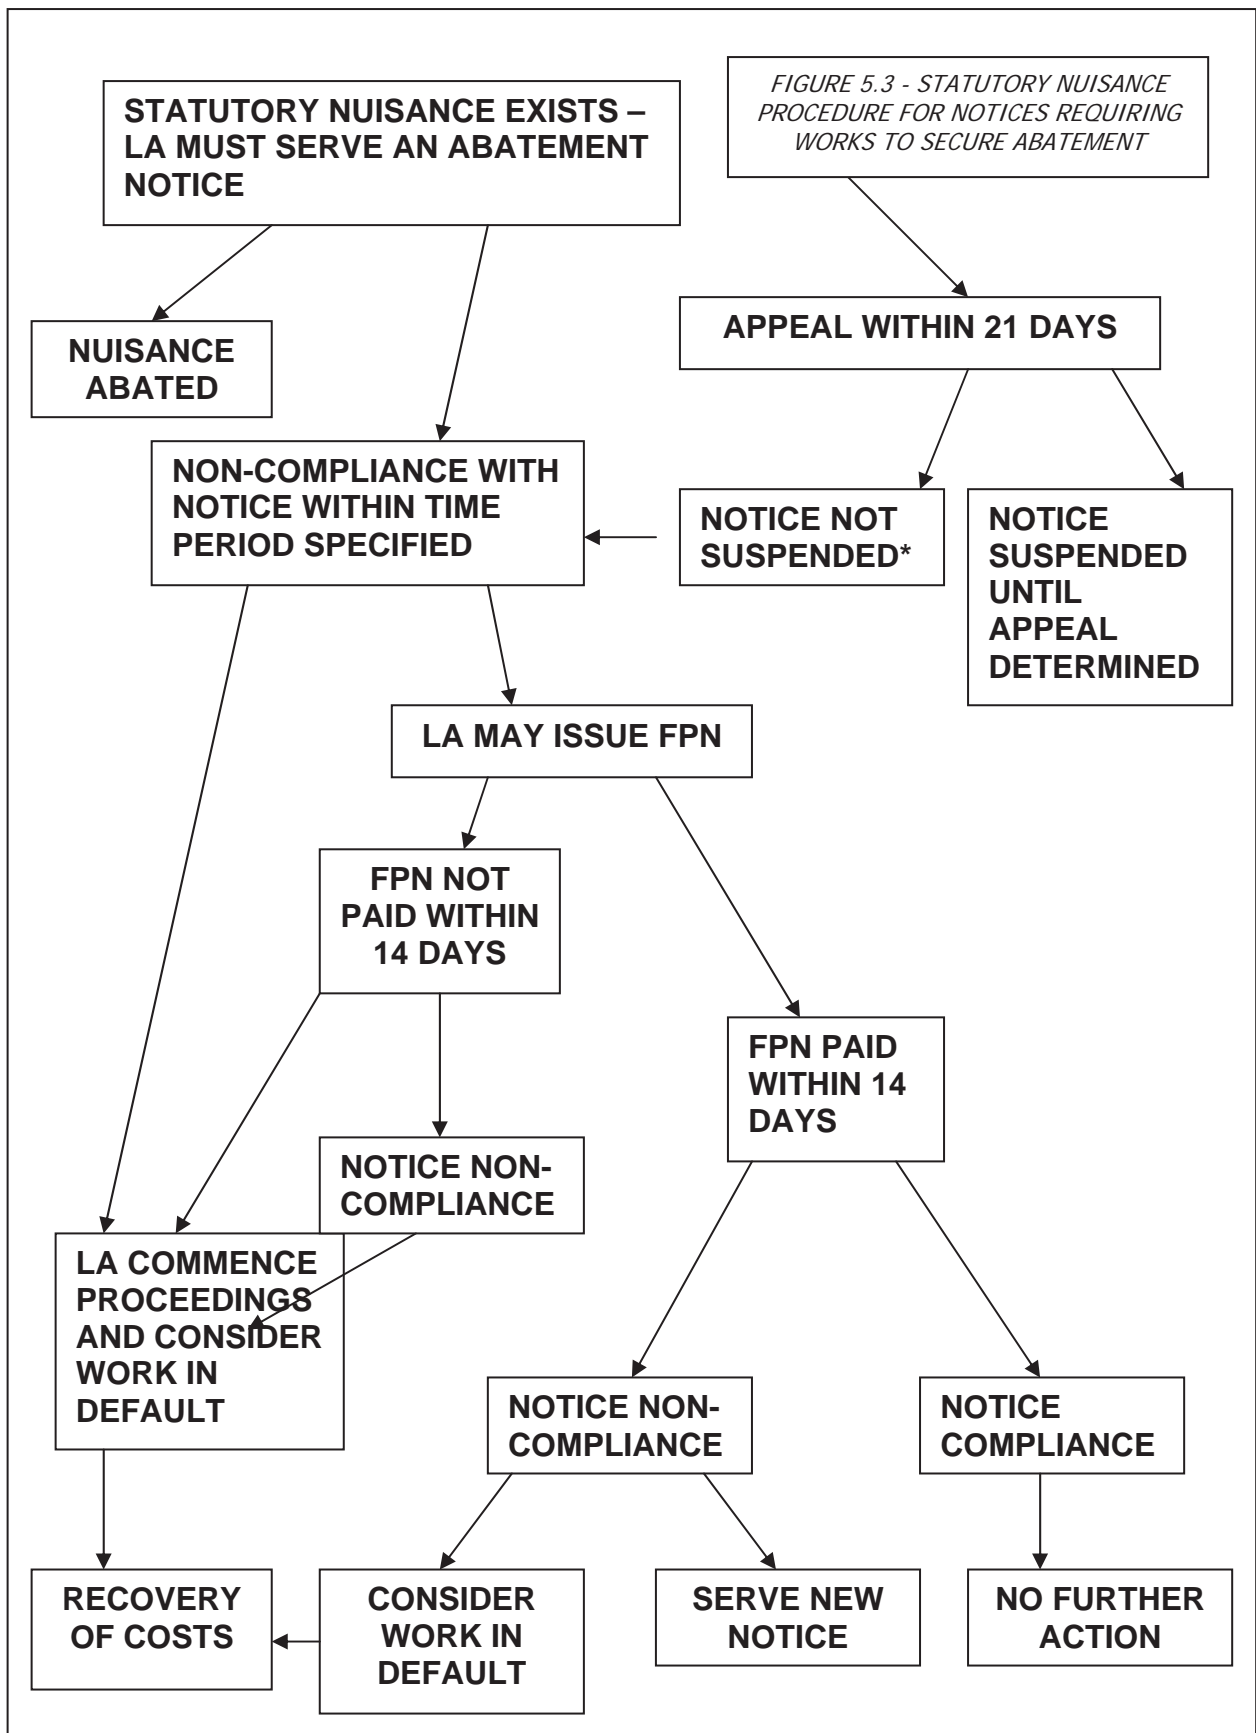 STATUTORY NUISANCE EXISTS –
LA MUST SERVE AN ABATEMENT
NOTICE
FIGURE 5.3 - STATUTORY NUISANCE
PROCEDURE FOR NOTICES REQUIRING
WORKS TO SECURE ABATEMENT
NUISANCE
ABATED
APPEAL WITHIN 21 DAYS
NON-COMPLIANCE WITH
NOTICE WITHIN TIME
PERIOD SPECIFIED
NOTICE NOT
SUSPENDED*
NOTICE
SUSPENDED
UNTIL
APPEAL
DETERMINED
LA MAY ISSUE FPN
FPN NOT
PAID WITHIN
14 DAYS
FPN PAID
WITHIN 14
DAYS
NOTICE NON-
COMPLIANCE
LA COMMENCE
PROCEEDINGS
AND CONSIDER
WORK IN
DEFAULT
NOTICE NON-
COMPLIANCE
NOTICE
COMPLIANCE
RECOVERY
OF COSTS
CONSIDER
WORK IN
DEFAULT
SERVE NEW
NOTICE
NO FURTHER
ACTION